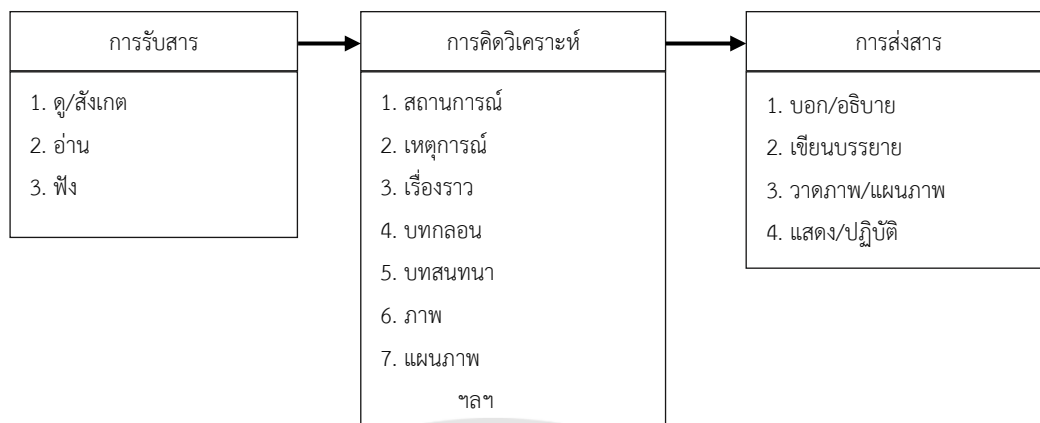 การรับสาร
1. ดู/สังเกต
2. อ่าน
3. ฟัง
การคิดวิเคราะห์
1. สถานการณ์
2. เหตุการณ์
3. เรื่องราว
4. บทกลอน
5. บทสนทนา
6. ภาพ
7. แผนภาพ
ฯลฯ
การส่งสาร
1. บอก/อธิบาย
2. เขียนบรรยาย
3. วาดภาพ/แผนภาพ
4. แสดง/ปฏิบัติ